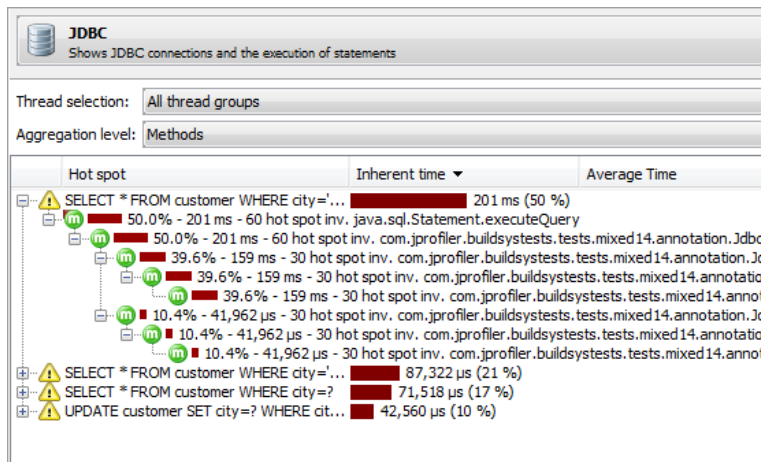 JDBC
Shows JDBC connections and the execution of statements
Thread selection: All thread groups
Aggregation level: Methods
Hot spot Inherent time Average Time
SELECT * FROM customer WHERE city='... 201 ms (50 %)
50.0% - 201 ms - 60 hot spot inv. java.sql.Statement.executeQuery
50.0% - 201 ms - 60 hot spot inv. com.jprofiler.buildsystests.tests.mixed14.annotation.Jdbc
39.6% - 159 ms - 30 hot spot inv. com.jprofiler.buildsystests.tests.mixed14.annotation.Jd
39.6% - 159 ms - 30 hot spot inv. com.jprofiler.buildsystests.tests.mixed14.annotatio
39.6% - 159 ms - 30 hot spot inv. com.jprofiler.buildsystests.tests.mixed14.annot
10.4% - 41,962 µs - 30 hot spot inv. com.jprofiler.buildsystests.tests.mixed14.annotation.Jd
10.4% - 41,962 µs - 30 hot spot inv. com.jprofiler.buildsystests.tests.mixed14.annotatio
10.4% - 41,962 µs - 30 hot spot inv. com.jprofiler.buildsystests.tests.mixed14.annot
SELECT * FROM customer WHERE city='... 87,322 µs (21 %)
SELECT * FROM customer WHERE city=? 71,518 µs (17 %)
UPDATE customer SET city=? WHERE cit... 42,560 µs (10 %)